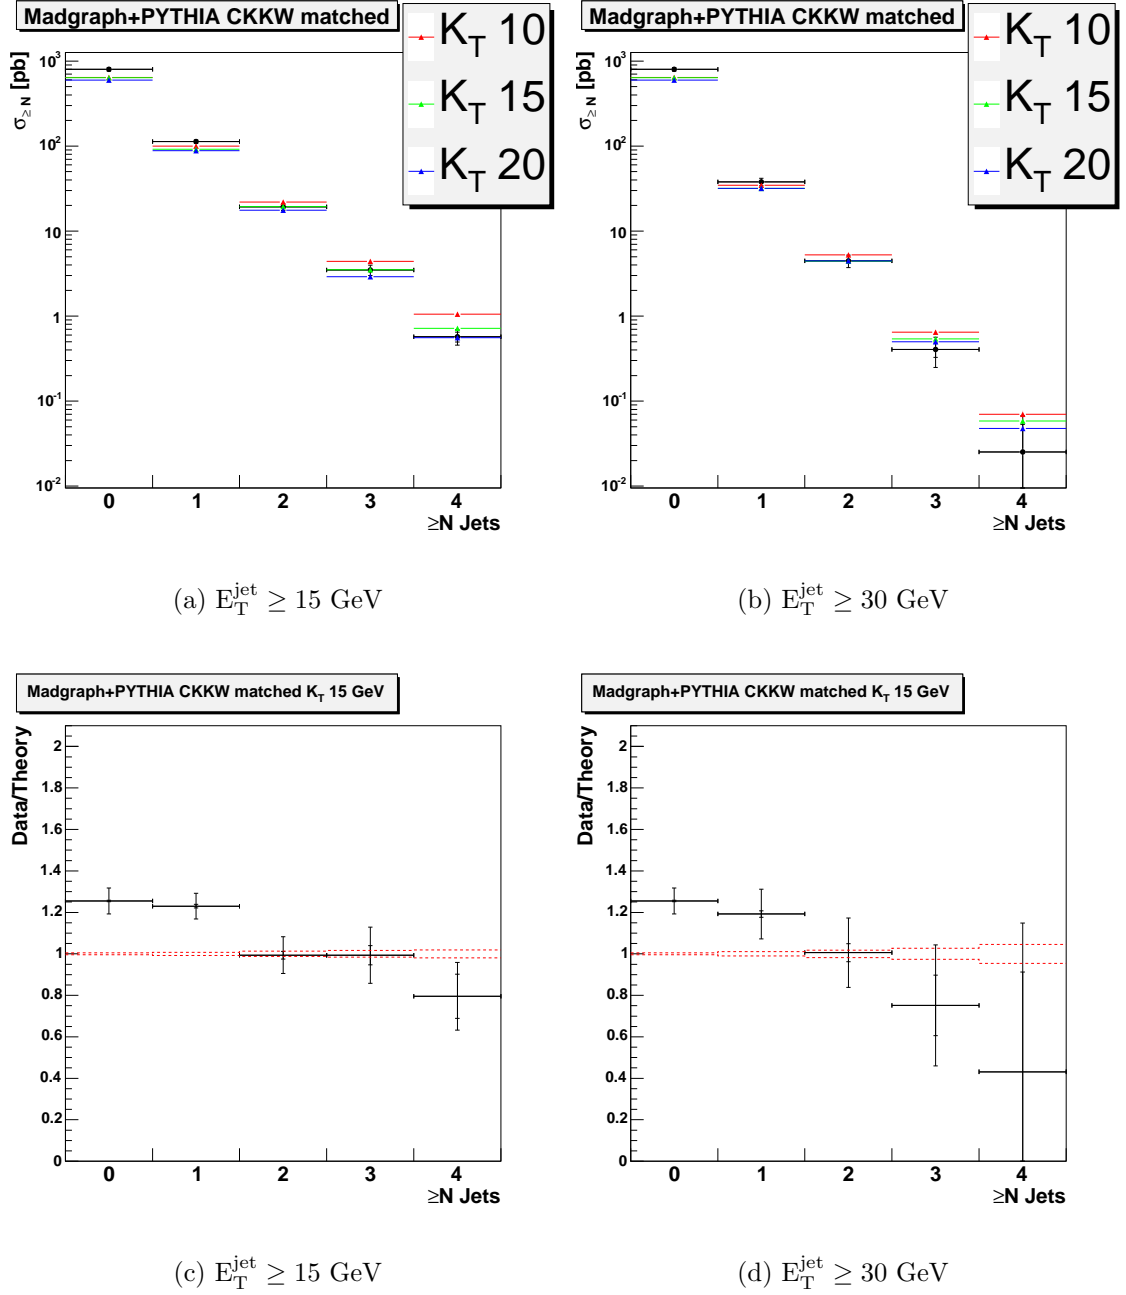 Madgraph+PYTHIA CKKW matched
K_T 10
K_T 15
K_T 20
σ≥ N [pb]
10^3
10^2
10
1
10^-1
10^-2
0 1 2 3 4
≥N Jets
(a) E_T^jet ≥ 15 GeV
Madgraph+PYTHIA CKKW matched
K_T 10
K_T 15
K_T 20
σ≥ N [pb]
10^3
10^2
10
1
10^-1
10^-2
0 1 2 3 4
≥N Jets
(b) E_T^jet ≥ 30 GeV
Madgraph+PYTHIA CKKW matched K_T 15 GeV
Data/Theory
2
1.8
1.6
1.4
1.2
1
0.8
0.6
0.4
0.2
0
0 1 2 3 4
≥N Jets
(c) E_T^jet ≥ 15 GeV
Madgraph+PYTHIA CKKW matched K_T 15 GeV
Data/Theory
2
1.8
1.6
1.4
1.2
1
0.8
0.6
0.4
0.2
0
0 1 2 3 4
≥N Jets
(d) E_T^jet ≥ 30 GeV